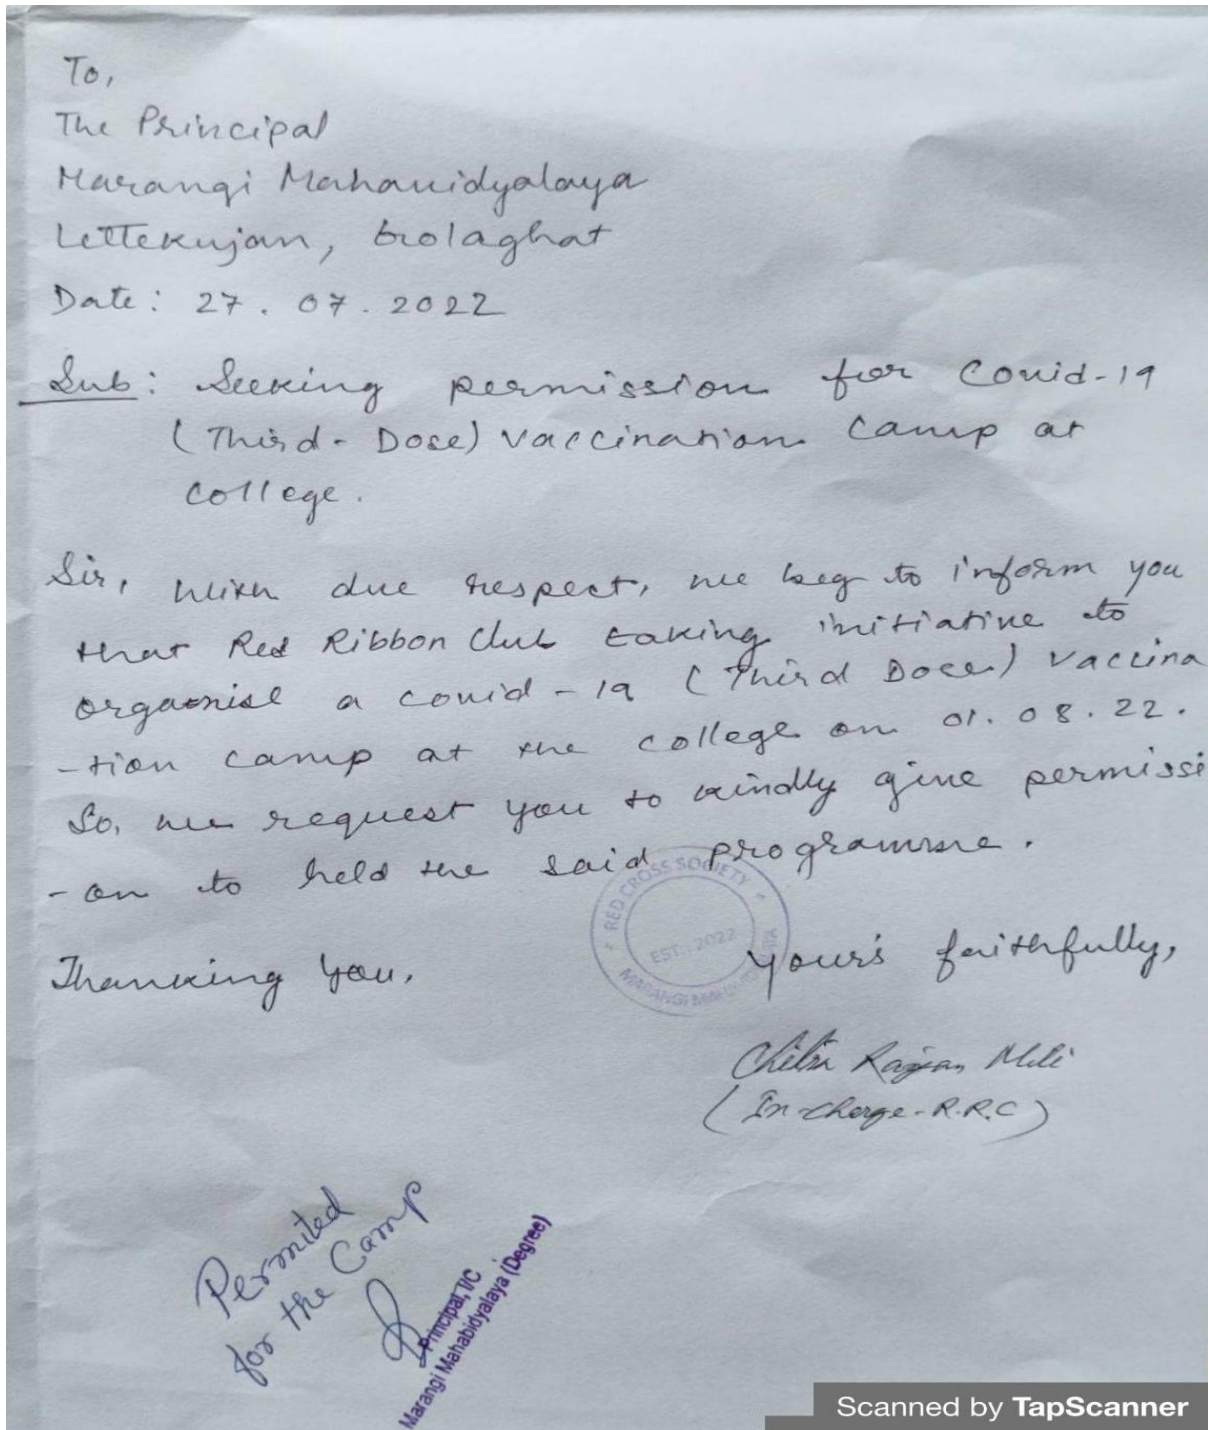 To,
The Principal
Marangi Mahavidyalaya
Lettekujan, Golaghat
Date: 27.07.2022
Sub: Seeking permission for Covid-19
(Third-Dose) vaccination camp at
college.
Sir, With due respect, we beg to inform you
that Red Ribbon Club taking initiative to
organise a covid-19 (Third Doce) vaccina
-tion camp at the college on 01.08.22.
So, we request you to kindly give permissi
-on to held the said programme.
RED CROSS SOCIETY
EST:- 2022
MARANGI
Thanking You.
Your's faithfully,
Chitra Ranjan Mili
(In-charge-R.R.C)
Permited
for the Camp
Principal, I/C
Marangi Mahabidyalaya (Degree)
Scanned by TapScanner